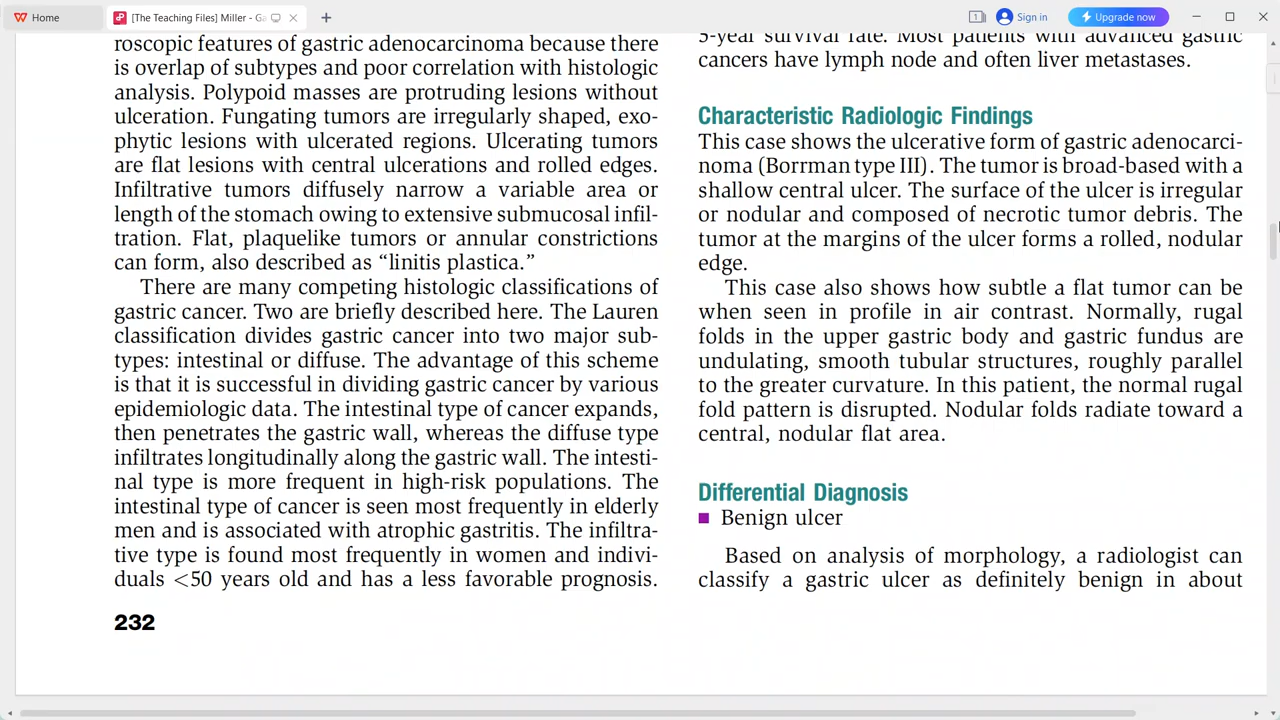 Home
[The Teaching Files] Miller - Ga
1
Sign in
Upgrade now
roscopic features of gastric adenocarcinoma because there
is overlap of subtypes and poor correlation with histologic
analysis. Polypoid masses are protruding lesions without
ulceration. Fungating tumors are irregularly shaped, exo-
phytic lesions with ulcerated regions. Ulcerating tumors
are flat lesions with central ulcerations and rolled edges.
Infiltrative tumors diffusely narrow a variable area or
length of the stomach owing to extensive submucosal infil-
tration. Flat, plaquelike tumors or annular constrictions
can form, also described as “linitis plastica.”
There are many competing histologic classifications of
gastric cancer. Two are briefly described here. The Lauren
classification divides gastric cancer into two major sub-
types: intestinal or diffuse. The advantage of this scheme
is that it is successful in dividing gastric cancer by various
epidemiologic data. The intestinal type of cancer expands,
then penetrates the gastric wall, whereas the diffuse type
infiltrates longitudinally along the gastric wall. The intesti-
nal type is more frequent in high-risk populations. The
intestinal type of cancer is seen most frequently in elderly
men and is associated with atrophic gastritis. The infiltra-
tive type is found most frequently in women and indivi-
duals <50 years old and has a less favorable prognosis.
232
5-year survival rate. Most patients with advanced gastric
cancers have lymph node and often liver metastases.
Characteristic Radiologic Findings
This case shows the ulcerative form of gastric adenocarci-
noma (Borrman type III). The tumor is broad-based with a
shallow central ulcer. The surface of the ulcer is irregular
or nodular and composed of necrotic tumor debris. The
tumor at the margins of the ulcer forms a rolled, nodular
edge.
This case also shows how subtle a flat tumor can be
when seen in profile in air contrast. Normally, rugal
folds in the upper gastric body and gastric fundus are
undulating, smooth tubular structures, roughly parallel
to the greater curvature. In this patient, the normal rugal
fold pattern is disrupted. Nodular folds radiate toward a
central, nodular flat area.
Differential Diagnosis
■ Benign ulcer
Based on analysis of morphology, a radiologist can
classify a gastric ulcer as definitely benign in about